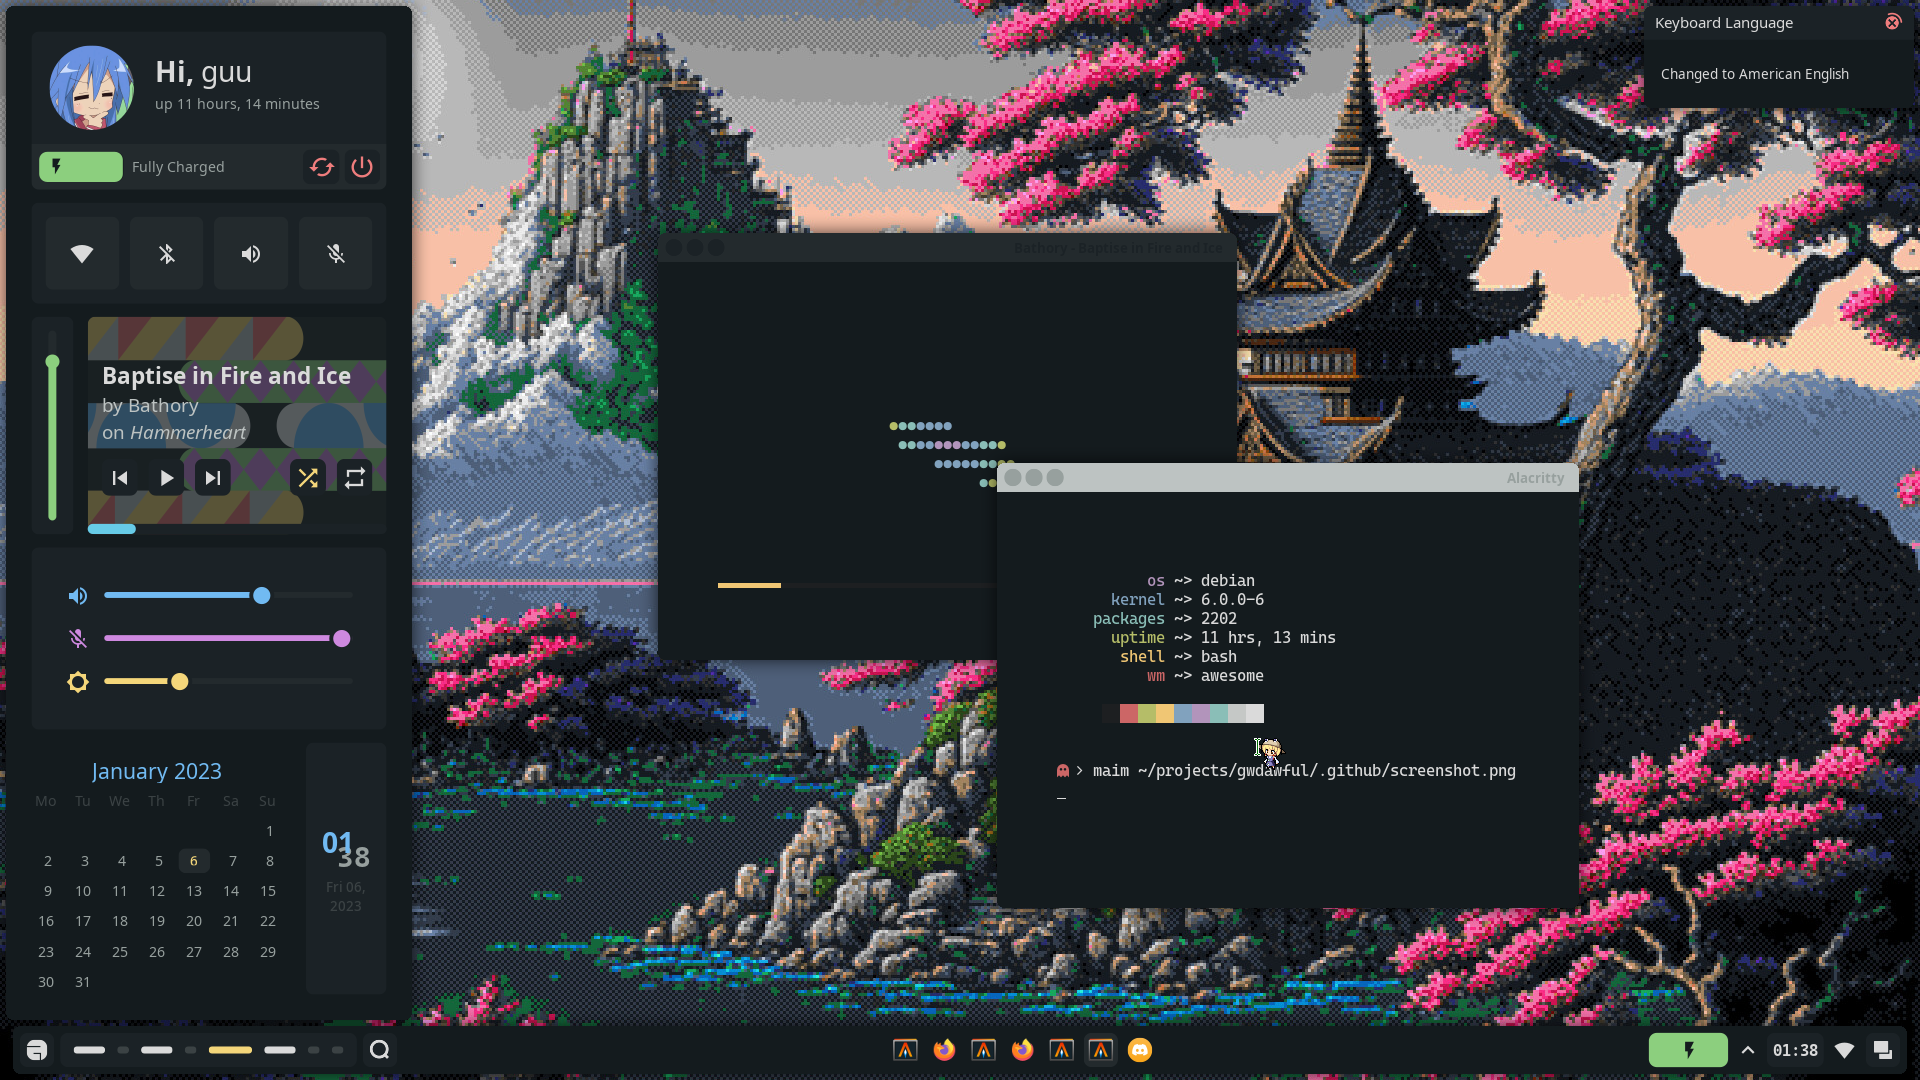 Hi, guu
up 11 hours, 14 minutes
Fully Charged
Baptise in Fire and Ice
by Bathory
on Hammerheart
January 2023
Mo Tu We Th Fr Sa Su
1
2 3 4 5 6 7 8
9 10 11 12 13 14 15
16 17 18 19 20 21 22
23 24 25 26 27 28 29
30 31
01
38
Fri 06,
2023
Bathory - Baptise in Fire and Ice
Alacritty
os ~> debian
kernel ~> 6.0.0-6
packages ~> 2202
uptime ~> 11 hrs, 13 mins
shell ~> bash
wm ~> awesome
> maim ~/projects/gwdawful/.github/screenshot.png
_
Keyboard Language
Changed to American English
01:38